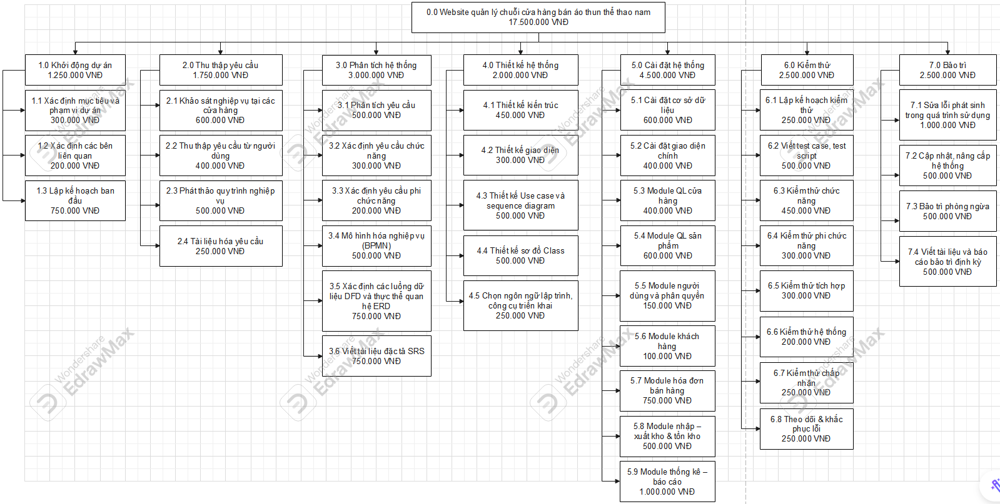 0.0 Website quản lý chuỗi cửa hàng bán áo thun thể thao nam
17.500.000 VNĐ
1.0 Khởi động dự án
1.250.000 VNĐ
1.1 Xác định mục tiêu và
phạm vi dự án
300.000 VNĐ
1.2 Xác định các bên
liên quan
200.000 VNĐ
1.3 Lập kế hoạch ban
đầu
750.000 VNĐ
2.0 Thu thập yêu cầu
1.750.000 VNĐ
2.1 Khảo sát nghiệp vụ tại các
cửa hàng
600.000 VNĐ
2.2 Thu thập yêu cầu từ người
dùng
400.000 VNĐ
2.3 Phát thảo quy trình nghiệp
vụ
500.000 VNĐ
2.4 Tài liệu hóa yêu cầu
250.000 VNĐ
3.0 Phân tích hệ thống
3.000.000 VNĐ
3.1 Phân tích yêu cầu
500.000 VNĐ
3.2 Xác định yêu cầu chức
năng
300.000 VNĐ
3.3 Xác định yêu cầu phi
chức năng
200.000 VNĐ
3.4 Mô hình hóa nghiệp vụ
(BPMN)
500.000 VNĐ
3.5 Xác định các luồng dữ
liệu DFD và thực thể quan
hệ ERD
750.000 VNĐ
3.6 Viết tài liệu đặc tả SRS
750.000 VNĐ
4.0 Thiết kế hệ thống
2.000.000 VNĐ
4.1 Thiết kế kiến trúc
450.000 VNĐ
4.2 Thiết kế giao diện
300.000 VNĐ
4.3 Thiết kế Use case và
sequence diagram
500.000 VNĐ
4.4 Thiết kế sơ đồ Class
500.000 VNĐ
4.5 Chọn ngôn ngữ lập trình,
công cụ triển khai
250.000 VNĐ
5.0 Cài đặt hệ thống
4.500.000 VNĐ
5.1 Cài đặt cơ sở dữ
liệu
600.000 VNĐ
5.2 Cài đặt giao diện
chính
400.000 VNĐ
5.3 Module QL cửa
hàng
400.000 VNĐ
5.4 Module QL sản
phẩm
600.000 VNĐ
5.5 Module người
dùng và phân quyền
150.000 VNĐ
5.6 Module khách
hàng
100.000 VNĐ
5.7 Module hóa đơn
bán hàng
750.000 VNĐ
5.8 Module nhập –
xuất kho & tồn kho
500.000 VNĐ
5.9 Module thống kê –
báo cáo
1.000.000 VNĐ
6.0 Kiểm thử
2.500.000 VNĐ
6.1 Lập kế hoạch kiểm
thử
250.000 VNĐ
6.2 Viết test case, test
script
500.000 VNĐ
6.3 Kiểm thử chức
năng
450.000 VNĐ
6.4 Kiểm thử phi chức
năng
300.000 VNĐ
6.5 Kiểm thử tích hợp
300.000 VNĐ
6.6 Kiểm thử hệ thống
200.000 VNĐ
6.7 Kiểm thử chấp
nhận
250.000 VNĐ
6.8 Theo dõi & khắc
phục lỗi
250.000 VNĐ
7.0 Bảo trì
2.500.000 VNĐ
7.1 Sửa lỗi phát sinh
trong quá trình sử dụng
1.000.000 VNĐ
7.2 Cập nhật, nâng cấp
hệ thống
500.000 VNĐ
7.3 Bảo trì phòng ngừa
500.000 VNĐ
7.4 Viết tài liệu và báo
cáo bảo trì định kỳ
500.000 VNĐ
Wondershare
EdrawMax
Wondershare
EdrawMax
Wondershare
EdrawMax
Wondershare
EdrawMax
Wondershare
EdrawMax
Wondershare
EdrawMax
Wondershare
EdrawMax
Wondershare
EdrawMax